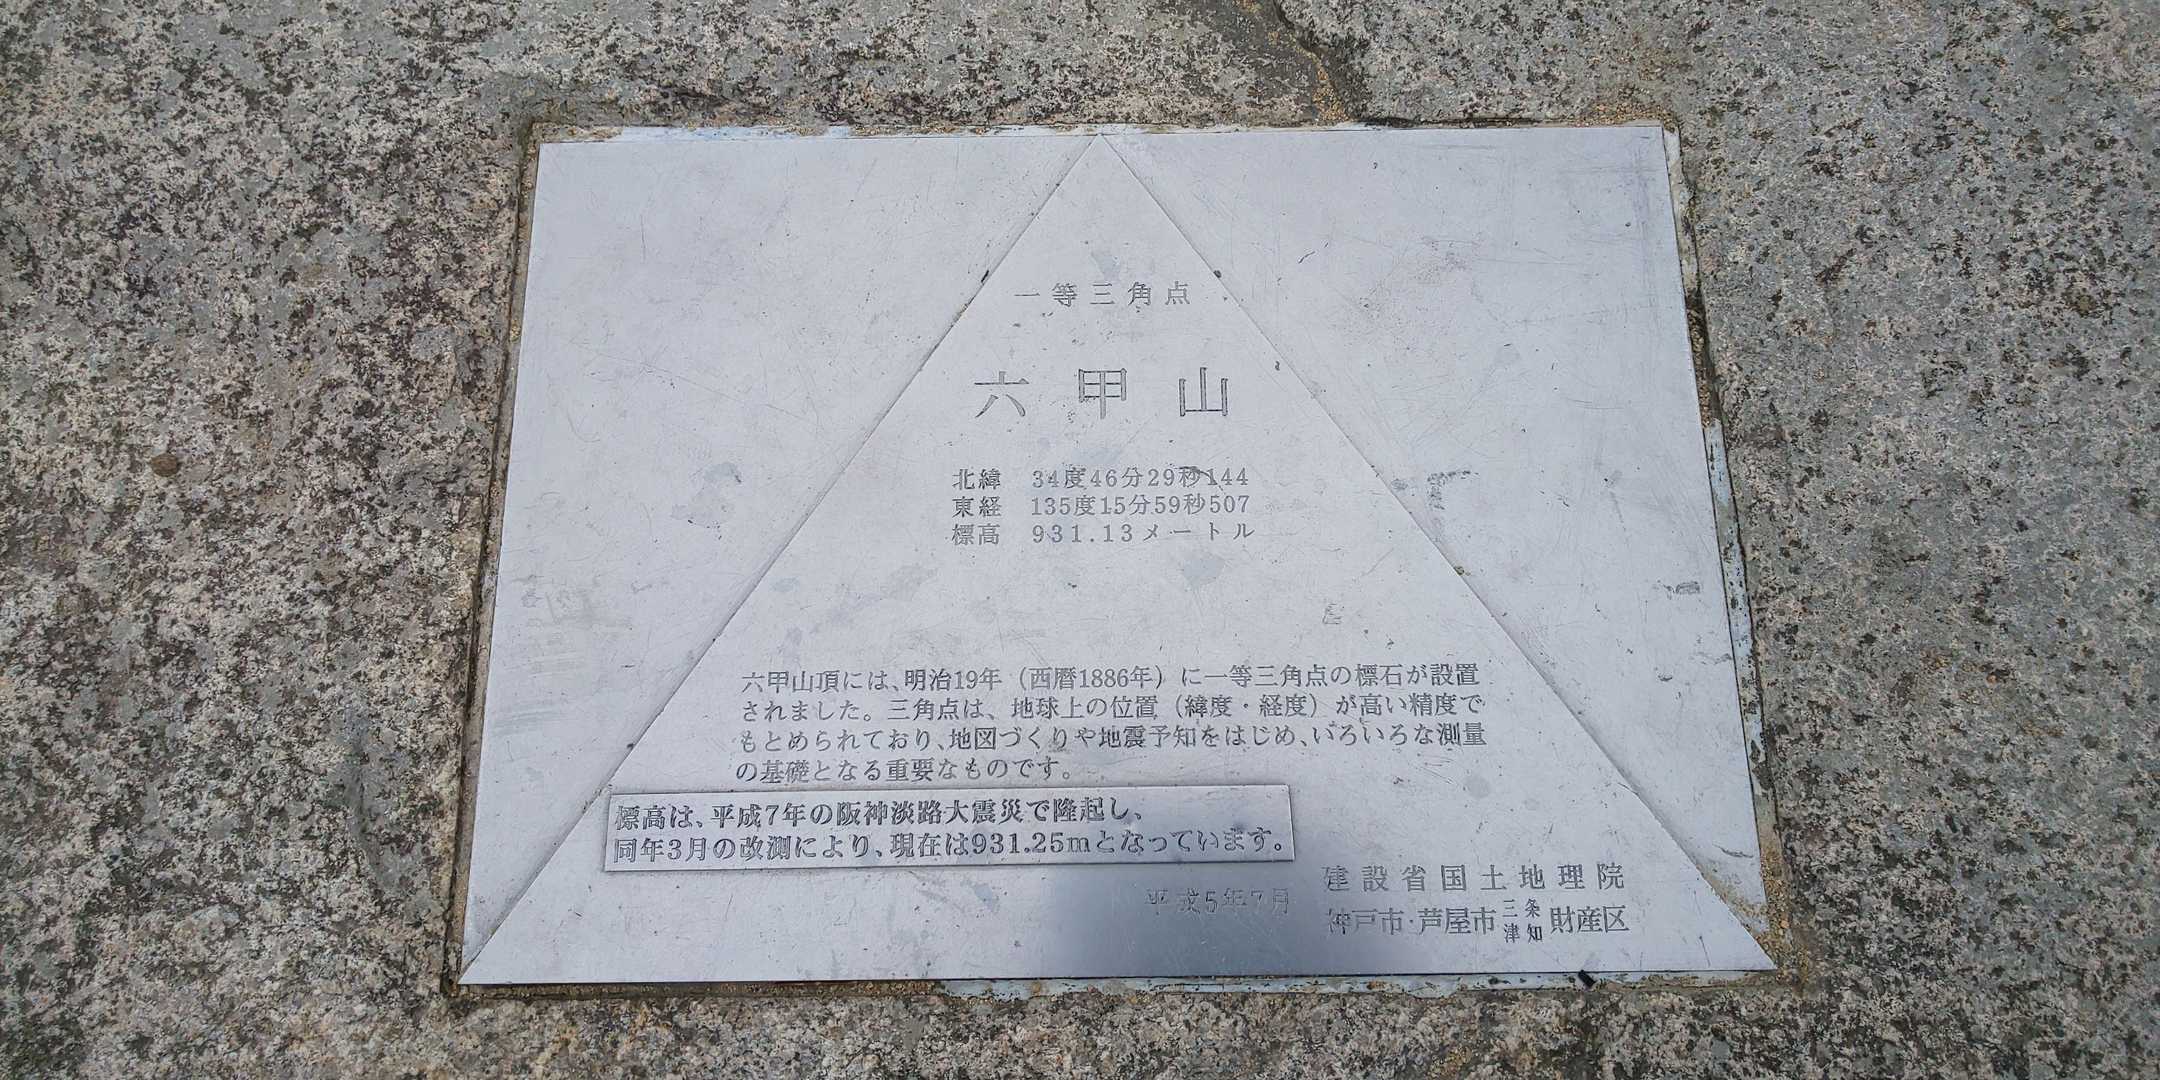 一等三角点
六甲山
北緯 34度46分29秒144
東経 135度15分59秒507
標高 931.13メートル
六甲山頂には、明治19年（西暦1886年）に一等三角点の標石が設置
されました。三角点は、地球上の位置（緯度・経度）が高い精度で
もとめられており、地図づくりや地震予知をはじめ、いろいろな測量
の基礎となる重要なものです。
標高は、平成7年の阪神淡路大震災で隆起し、
同年3月の改測により、現在は931.25mとなっています。
平成5年7月
建設省国土地理院
神戸市・芦屋市三条津知財産区